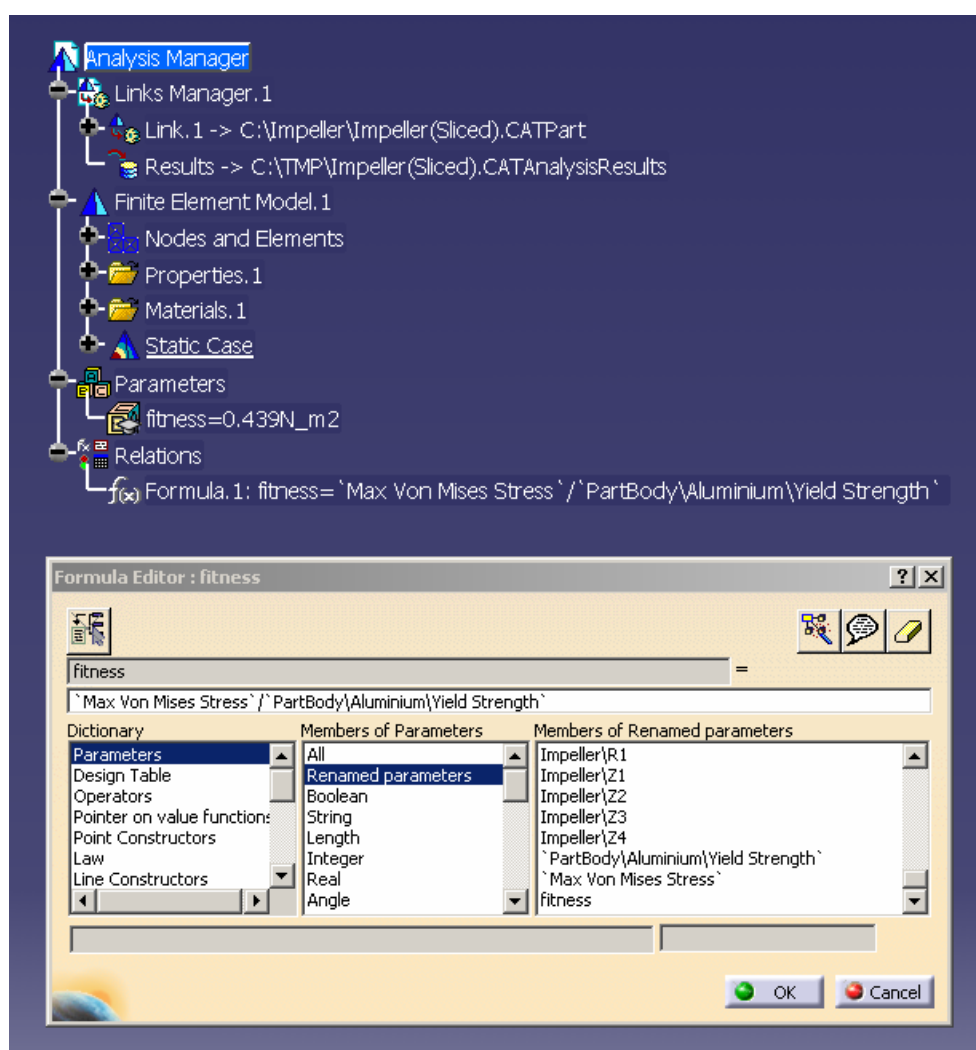 Analysis Manager
Links Manager.1
Link.1 -> C:\Impeller\Impeller(Sliced).CATPart
Results -> C:\TMP\Impeller(Sliced).CATAnalysisResults
Finite Element Model.1
Nodes and Elements
Properties.1
Materials.1
Static Case
Parameters
fitness=0.439N_m2
Relations
f(x) Formula.1: fitness=`Max Von Mises Stress`/`PartBody\Aluminium\Yield Strength`
Formula Editor : fitness
fitness =
`Max Von Mises Stress`/`PartBody\Aluminium\Yield Strength`
Dictionary Members of Parameters Members of Renamed parameters
Parameters All Impeller\R1
Design Table Renamed parameters Impeller\Z1
Operators Boolean Impeller\Z2
Pointer on value functions String Impeller\Z3
Point Constructors Length Impeller\Z4
Law Integer `PartBody\Aluminium\Yield Strength`
Line Constructors Real `Max Von Mises Stress`
Angle fitness
OK Cancel